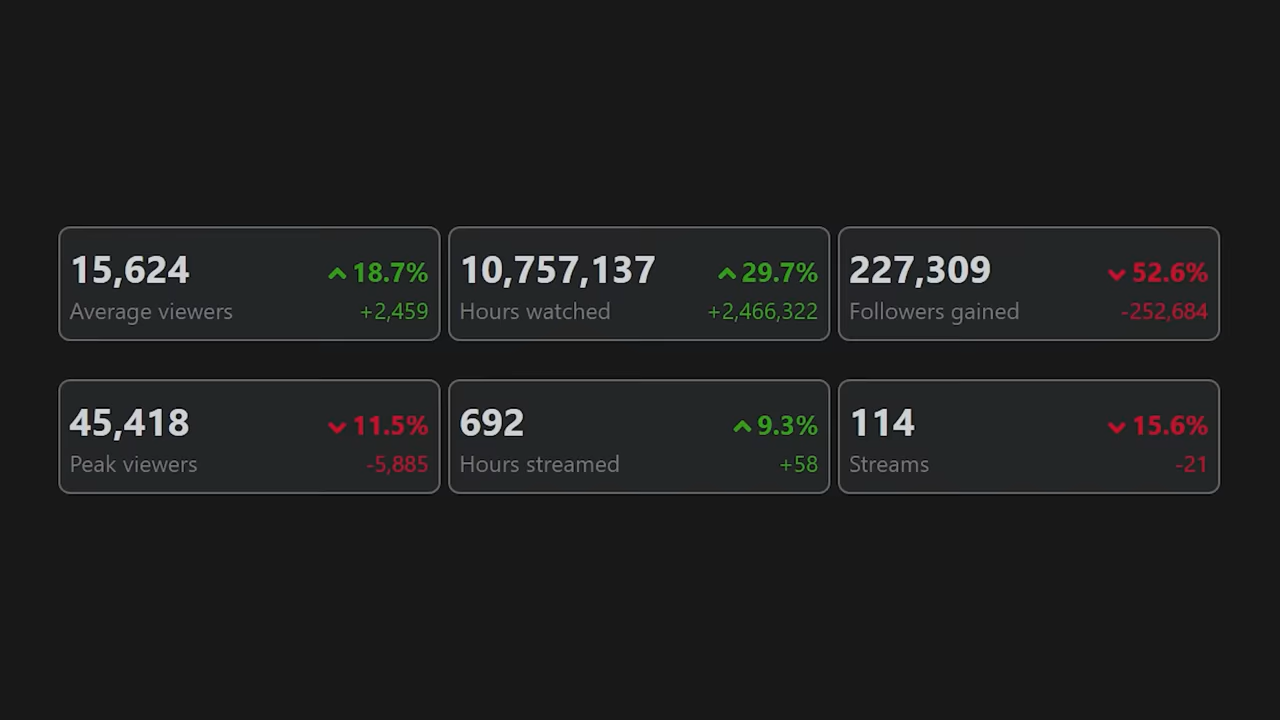 15,624 18.7%
Average viewers +2,459
10,757,137 29.7%
Hours watched +2,466,322
227,309 52.6%
Followers gained -252,684
45,418 11.5%
Peak viewers -5,885
692 9.3%
Hours streamed +58
114 15.6%
Streams -21